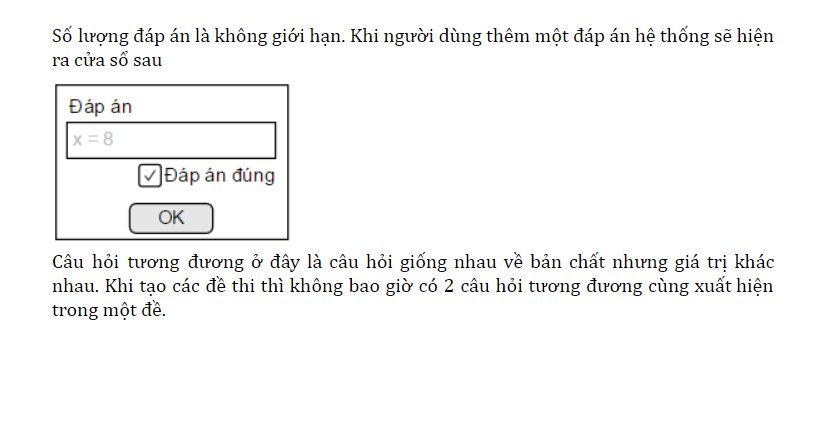 Số lượng đáp án là không giới hạn. Khi người dùng thêm một đáp án hệ thống sẽ hiện
ra cửa sổ sau
Đáp án
x = 8
Đáp án đúng
OK
Câu hỏi tương đương ở đây là câu hỏi giống nhau về bản chất nhưng giá trị khác
nhau. Khi tạo các đề thi thì không bao giờ có 2 câu hỏi tương đương cùng xuất hiện
trong một đề.